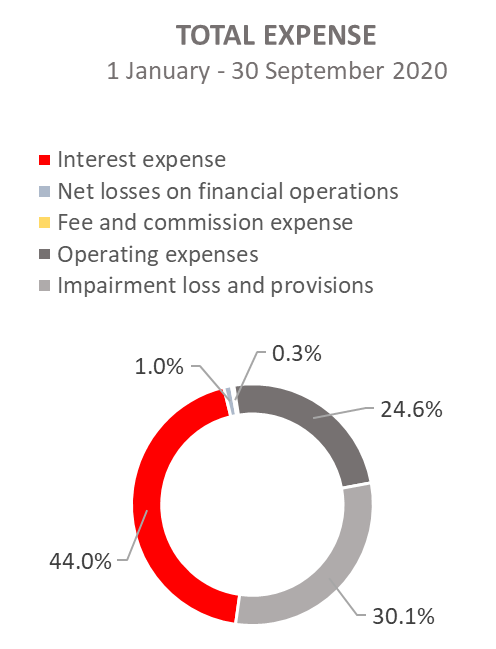 TOTAL EXPENSE
1 January - 30 September 2020
Interest expense
Net losses on financial operations
Fee and commission expense
Operating expenses
Impairment loss and provisions
1.0%
0.3%
24.6%
44.0%
30.1%